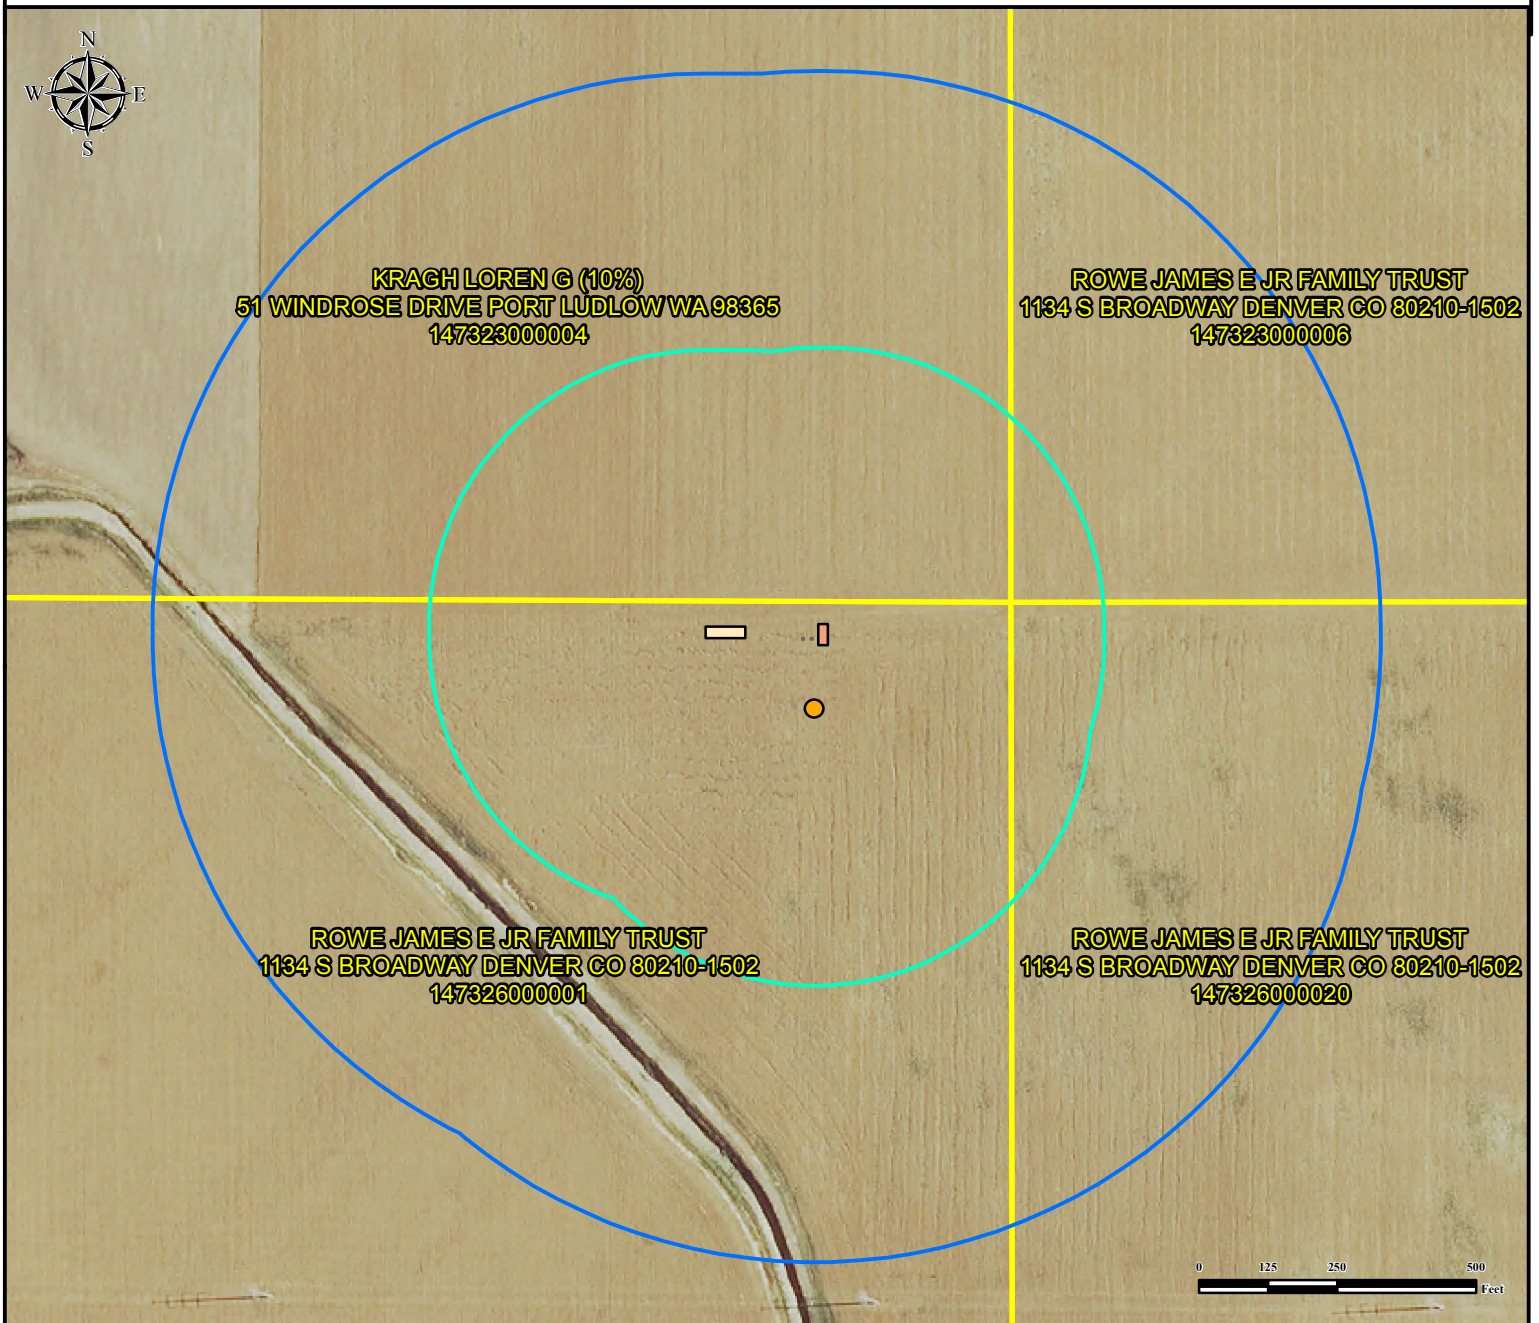 N
W E
S
KRAGH LOREN G (10%)
51 WINDROSE DRIVE PORT LUDLOW WA 98365
147323000004
ROWE JAMES E JR FAMILY TRUST
1134 S BROADWAY DENVER CO 80210-1502
147323000006
ROWE JAMES E JR FAMILY TRUST
1134 S BROADWAY DENVER CO 80210-1502
147326000001
ROWE JAMES E JR FAMILY TRUST
1134 S BROADWAY DENVER CO 80210-1502
147326000020
0 125 250 500
Feet